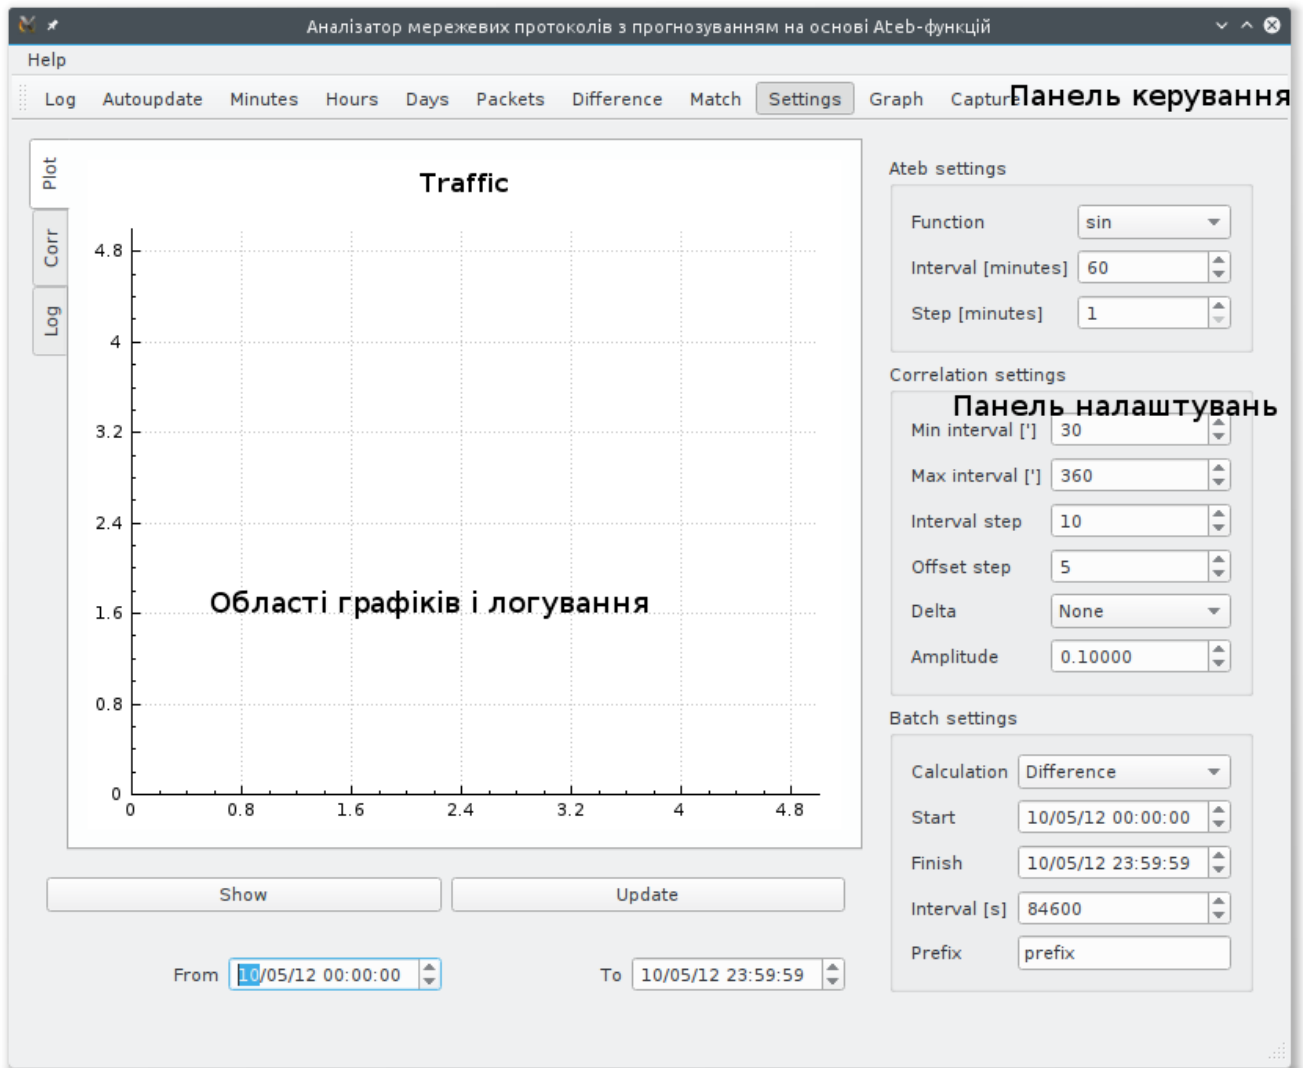 Аналізатор мережевих протоколів з прогнозуванням на основі Ateb-функцій
Help
Log Autoupdate Minutes Hours Days Packets Difference Match Settings Graph Capture
Панель керування
Plot
Corr
Log
Traffic
4.8
4
3.2
2.4
1.6
0.8
0
0 0.8 1.6 2.4 3.2 4 4.8
Області графіків і логування
Show Update
From 10/05/12 00:00:00 To 10/05/12 23:59:59
Ateb settings
Function sin
Interval [minutes] 60
Step [minutes] 1
Correlation settings
Панель налаштувань
Min interval ['] 30
Max interval ['] 360
Interval step 10
Offset step 5
Delta None
Amplitude 0.10000
Batch settings
Calculation Difference
Start 10/05/12 00:00:00
Finish 10/05/12 23:59:59
Interval [s] 84600
Prefix prefix